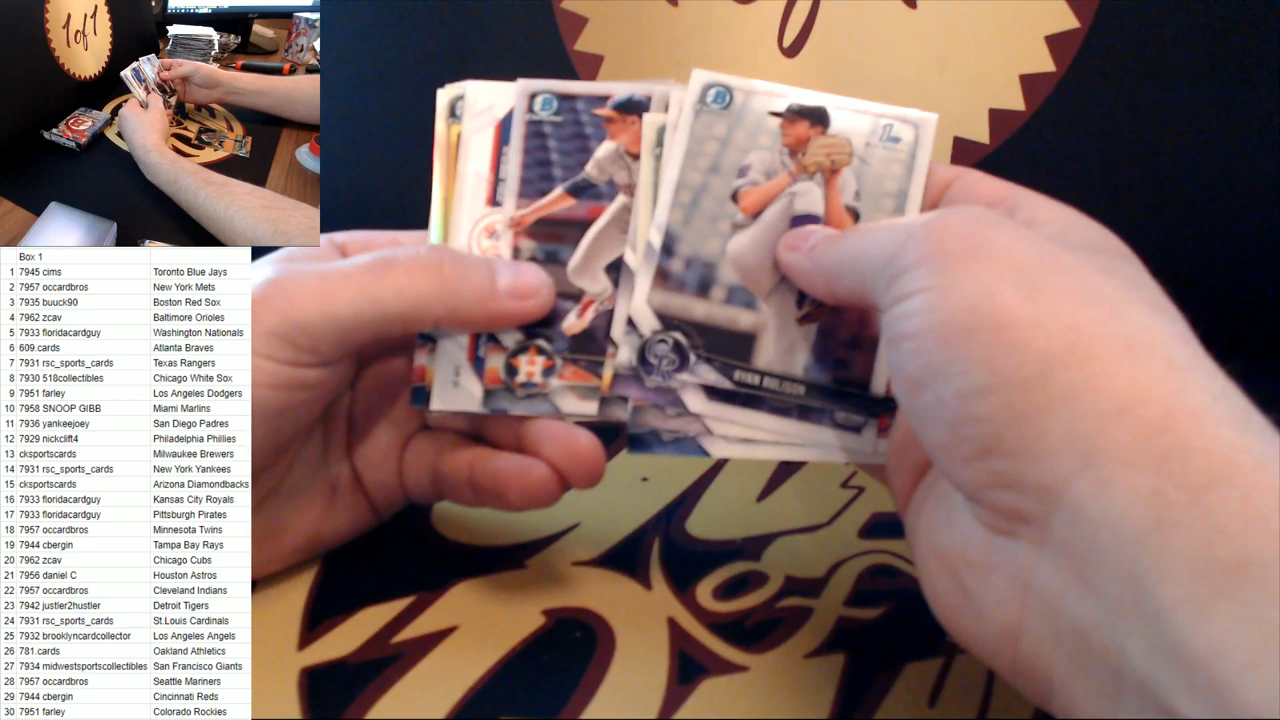 1of1
Box 1
1 7945 cims Toronto Blue Jays
2 7957 occardbros New York Mets
3 7935 buuck90 Boston Red Sox
4 7962 zcav Baltimore Orioles
5 7933 floridacardguy Washington Nationals
6 609.cards Atlanta Braves
7 7931 rsc_sports_cards Texas Rangers
8 7930 518collectibles Chicago White Sox
9 7951 farley Los Angeles Dodgers
10 7958 SNOOP GIBB Miami Marlins
11 7936 yankeejoey San Diego Padres
12 7929 nickclift4 Philadelphia Phillies
13 cksportscards Milwaukee Brewers
14 7931 rsc_sports_cards New York Yankees
15 cksportscards Arizona Diamondbacks
16 7933 floridacardguy Kansas City Royals
17 7933 floridacardguy Pittsburgh Pirates
18 7957 occardbros Minnesota Twins
19 7944 cbergin Tampa Bay Rays
20 7962 zcav Chicago Cubs
21 7956 daniel C Houston Astros
22 7957 occardbros Cleveland Indians
23 7942 justler2hustler Detroit Tigers
24 7931 rsc_sports_cards St.Louis Cardinals
25 7932 brooklyncardcollector Los Angeles Angels
26 781.cards Oakland Athletics
27 7934 midwestsportscollectibles San Francisco Giants
28 7957 occardbros Seattle Mariners
29 7944 cbergin Cincinnati Reds
30 7951 farley Colorado Rockies
B
B
H
RYAN ROLISON